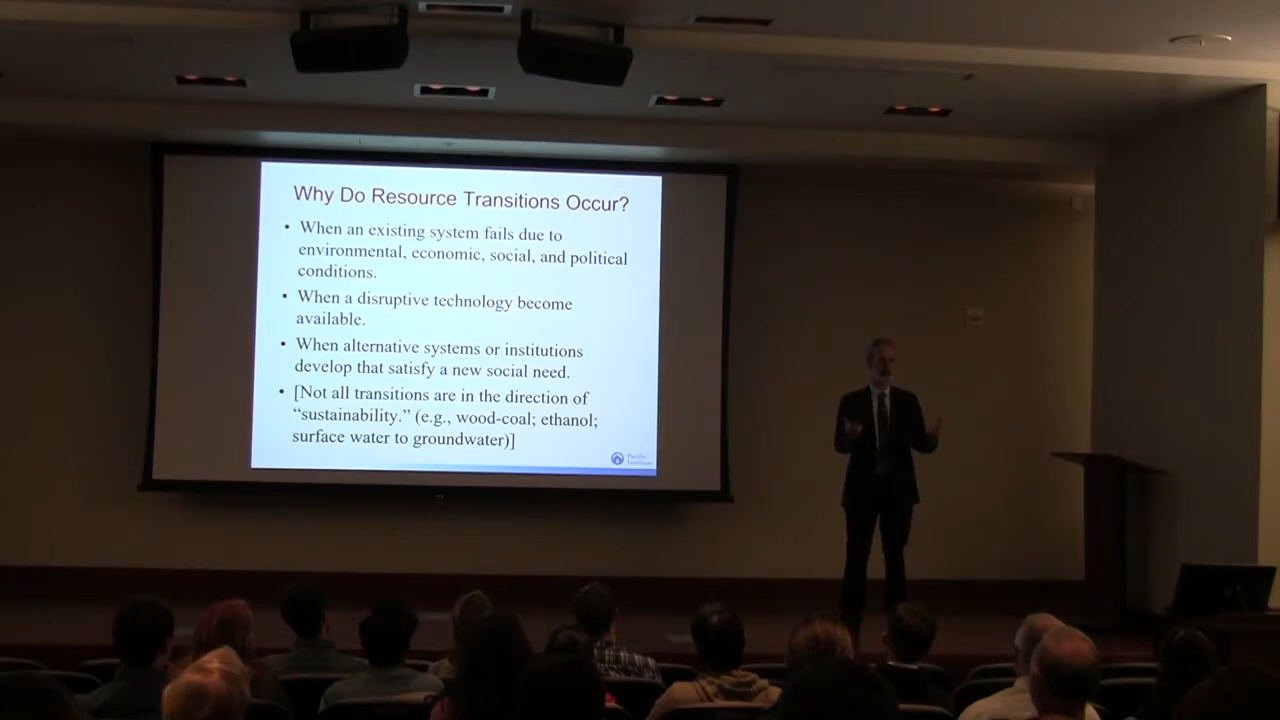 Why Do Resource Transitions Occur?
• When an existing system fails due to
environmental, economic, social, and political
conditions.
• When a disruptive technology become
available.
• When alternative systems or institutions
develop that satisfy a new social need.
• [Not all transitions are in the direction of
“sustainability.” (e.g., wood-coal; ethanol;
surface water to groundwater)]
Pacific
Institute